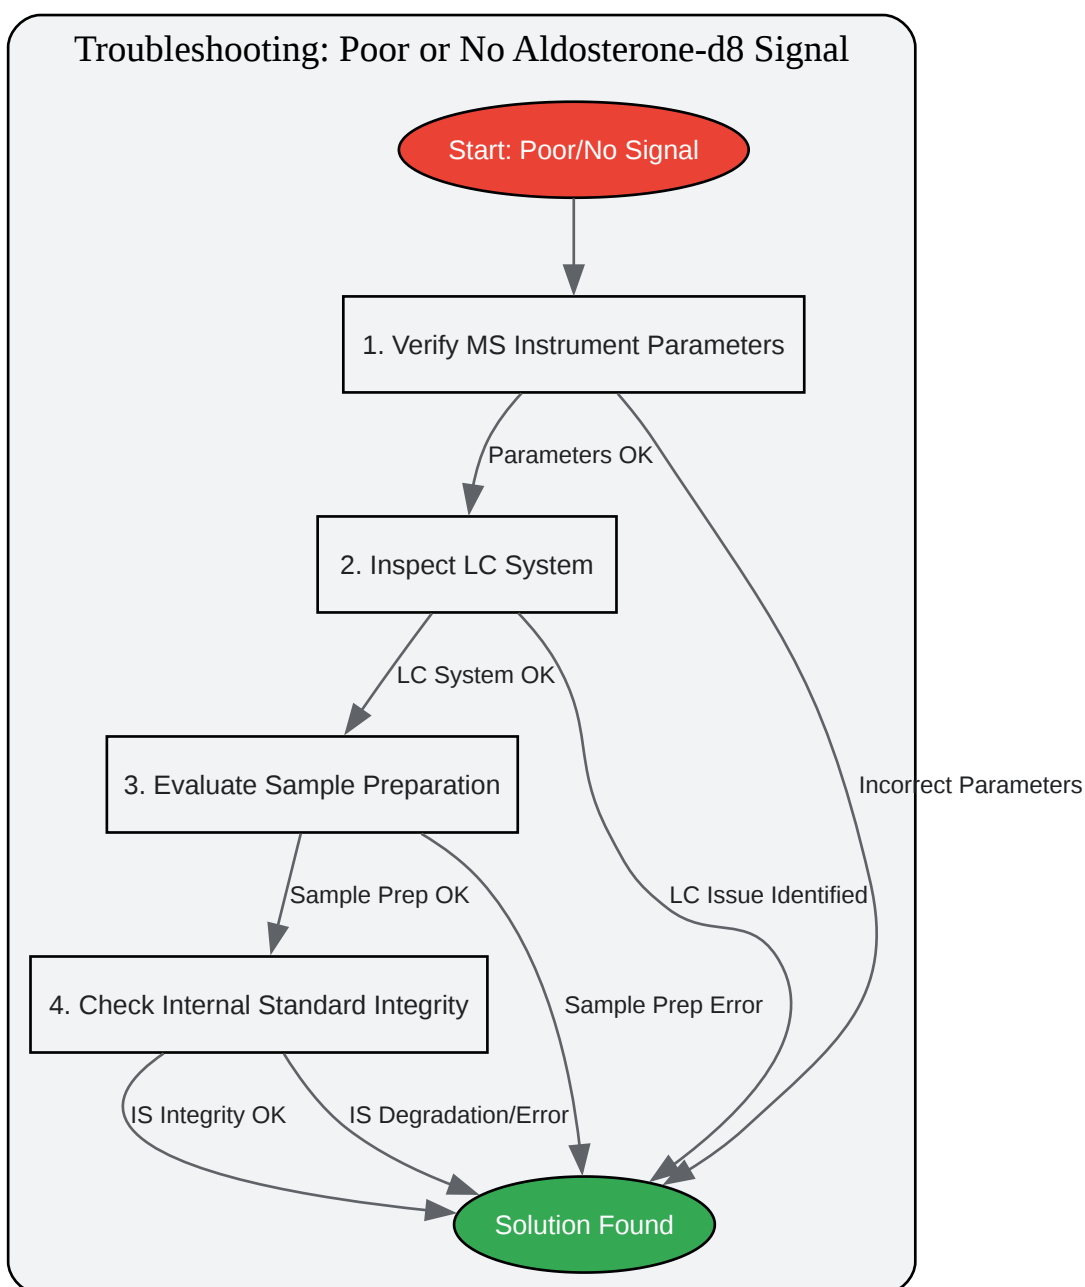 Troubleshooting: Poor or No Aldosterone-d8 Signal
Start: Poor/No Signal
1. Verify MS Instrument Parameters
Parameters OK
2. Inspect LC System
LC System OK
3. Evaluate Sample Preparation
Incorrect Parameters
Sample Prep OK
LC Issue Identified
4. Check Internal Standard Integrity
Sample Prep Error
IS Integrity OK
IS Degradation/Error
Solution Found